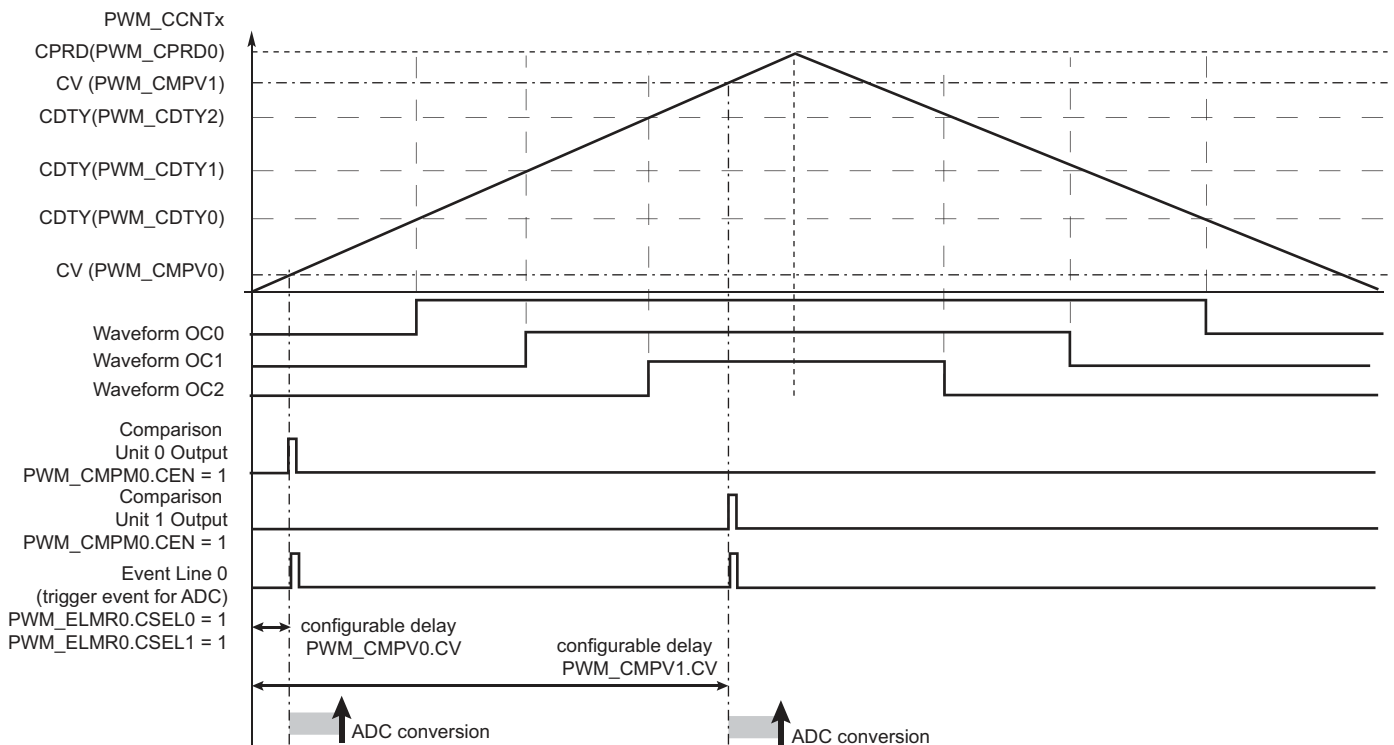 PWM_CCNTx
CPRD(PWM_CPRD0)
CV (PWM_CMPV1)
CDTY(PWM_CDTY2)
CDTY(PWM_CDTY1)
CDTY(PWM_CDTY0)
CV (PWM_CMPV0)
Waveform OC0
Waveform OC1
Waveform OC2
Comparison
Unit 0 Output
PWM_CMPM0.CEN = 1
Comparison
Unit 1 Output
PWM_CMPM0.CEN = 1
Event Line 0
(trigger event for ADC)
PWM_ELMR0.CSEL0 = 1
PWM_ELMR0.CSEL1 = 1
configurable delay
PWM_CMPV0.CV
configurable delay
PWM_CMPV1.CV
ADC conversion
ADC conversion